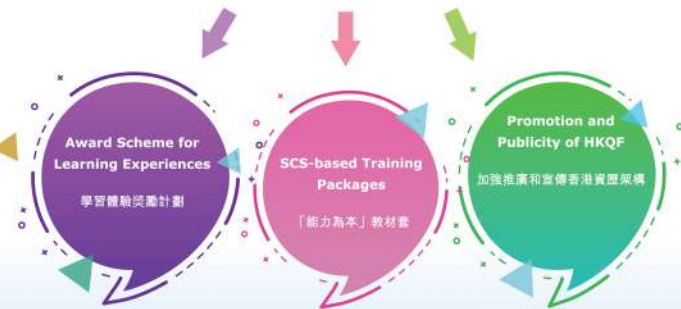 Award Scheme for
Learning Experiences
學習體驗獎勵計劃
SCS-based Training
Packages
「能力為本」教材套
Promotion and
Publicity of HKQF
加強推廣和宣傳香港資歷架構